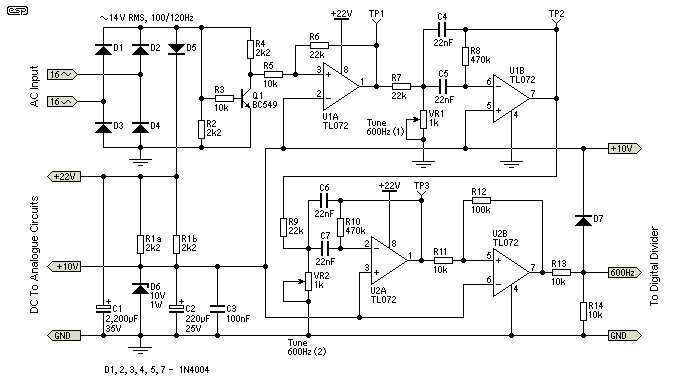 ESP
~14V RMS, 100/120Hz
AC Input
16~
16~
D1
D2
D5
D3
D4
R4
2k2
R3
10k
R2
2k2
Q1
BC549
R5
10k
R6
22k
+22V
TP1
3
2
8
1
+
-
U1A
TL072
R7
22k
Tune
600Hz (1)
VR1
1k
C4
22nF
C5
22nF
R8
470k
TP2
U1B
TL072
6
5
7
4
-
+
+10V
DC To Analogue Circuits
+22V
+10V
GND
R1a
2k2
R1b
2k2
D6
10V
1W
+
C1
2,200µF
35V
+
C2
220µF
25V
C3
100nF
R9
22k
C6
22nF
C7
22nF
R10
470k
VR2
1k
Tune
600Hz (2)
+22V
TP3
2
3
8
1
-
+
U2A
TL072
R11
10k
R12
100k
U2B
TL072
5
6
7
4
+
-
R13
10k
R14
10k
D7
600Hz
GND
To Digital Divider
D1, 2, 3, 4, 5, 7 - 1N4004